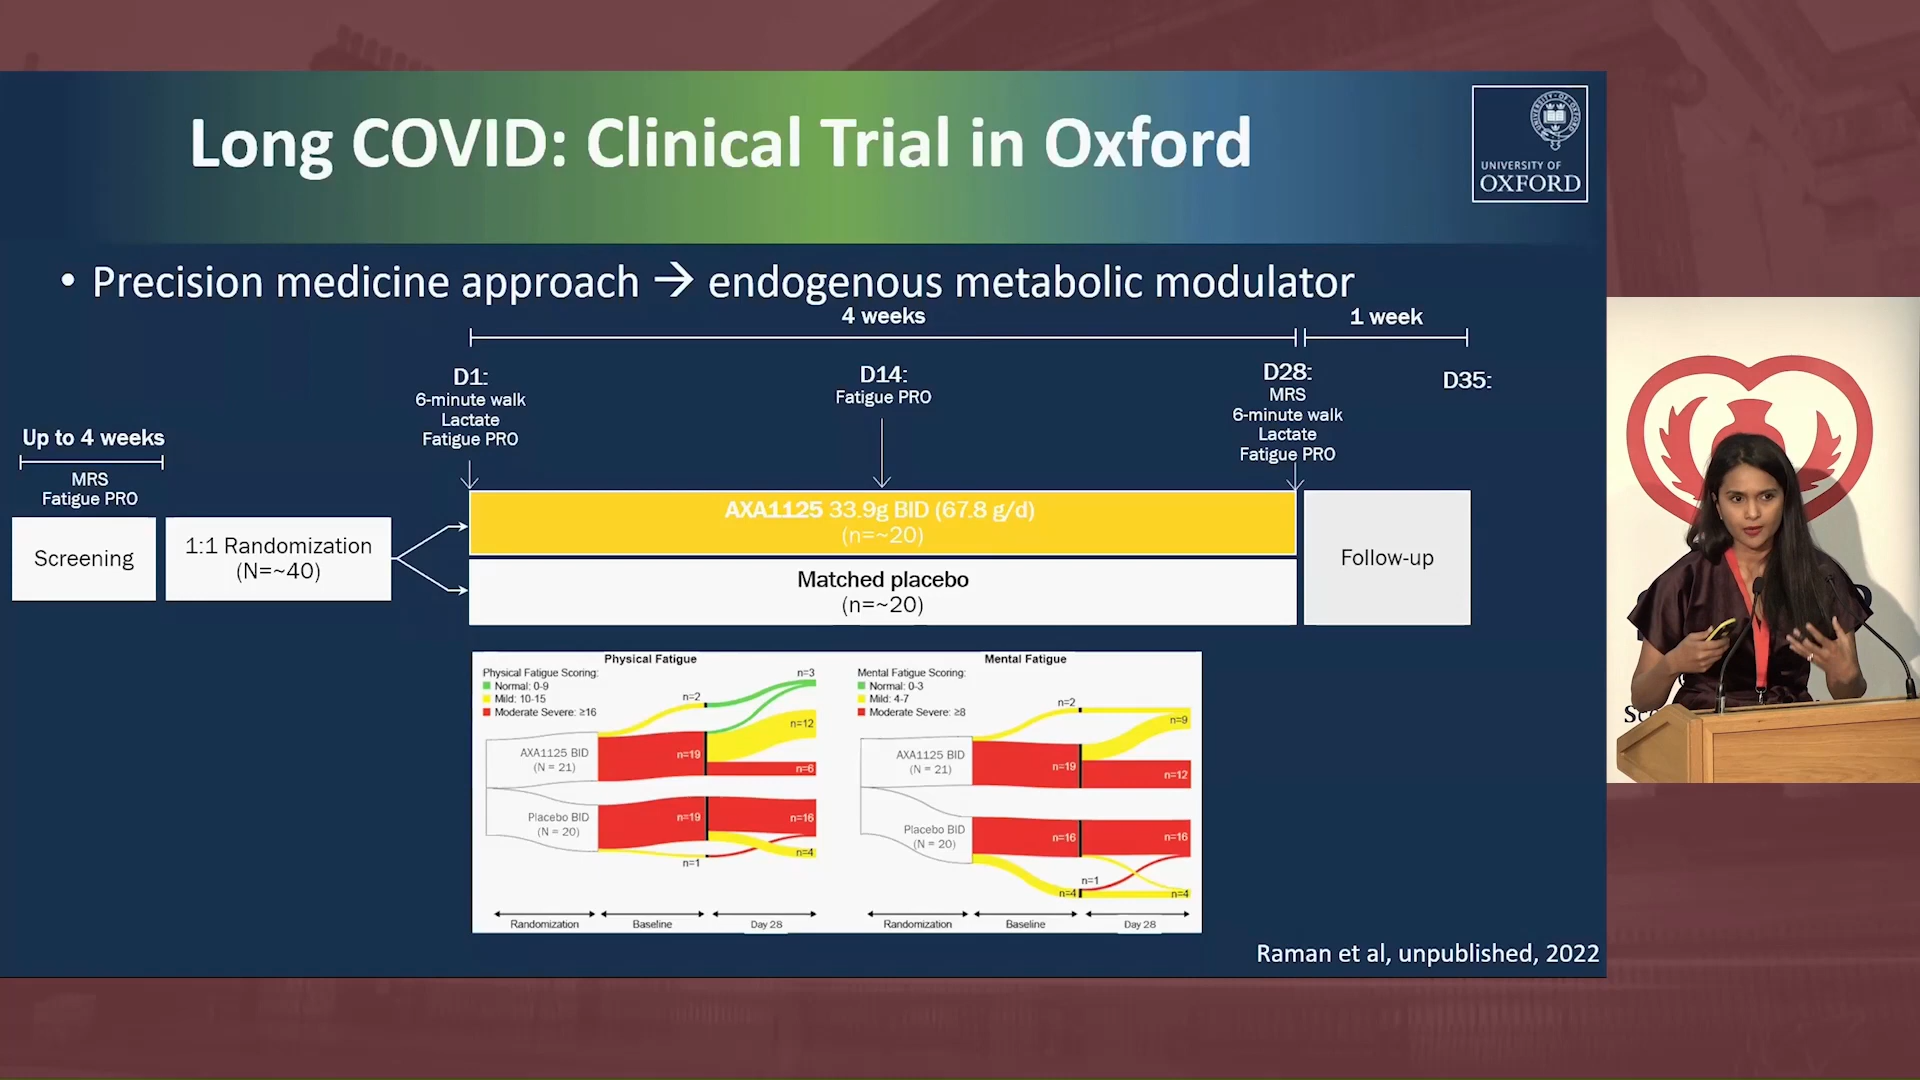 Long COVID: Clinical Trial in Oxford
UNIVERSITY OF
OXFORD
• Precision medicine approach → endogenous metabolic modulator
4 weeks
1 week
D1:
6-minute walk
Lactate
Fatigue PRO
D14:
Fatigue PRO
D28:
MRS
6-minute walk
Lactate
Fatigue PRO
D35:
Up to 4 weeks
MRS
Fatigue PRO
Screening
1:1 Randomization
(N=~40)
AXA1125 33.9g BID (67.8 g/d)
(n=~20)
Matched placebo
(n=~20)
Follow-up
Physical Fatigue
Physical Fatigue Scoring:
Normal: 0-9
Mild: 10-15
Moderate Severe: ≥16
n=3
n=2
n=12
AXA1125 BID
(N = 21)
n=19
n=6
Placebo BID
(N = 20)
n=19
n=16
n=4
n=1
Randomization
Baseline
Day 28
Mental Fatigue
Mental Fatigue Scoring:
Normal: 0-3
Mild: 4-7
Moderate Severe: ≥8
n=2
n=9
AXA1125 BID
(N = 21)
n=19
n=12
Placebo BID
(N = 20)
n=16
n=16
n=1
n=4
n=4
Randomization
Baseline
Day 28
Raman et al, unpublished, 2022